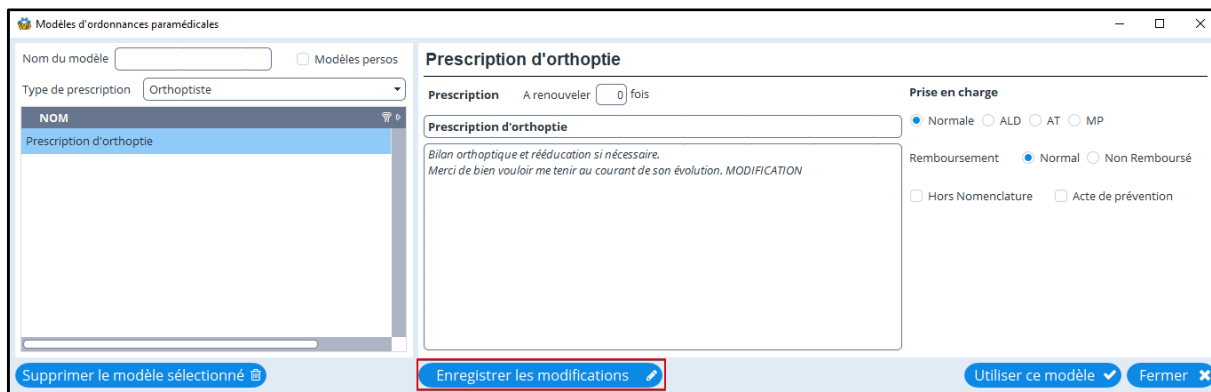 Modèles d'ordonnances paramédicales
Nom du modèle
Modèles persos
Type de prescription Orthoptiste
NOM
Prescription d'orthoptie
Supprimer le modèle sélectionné
Prescription d'orthoptie
Prescription A renouveler 0 fois
Prescription d'orthoptie
Bilan orthoptique et rééducation si nécessaire.
Merci de bien vouloir me tenir au courant de son évolution. MODIFICATION
Prise en charge
Normale ALD AT MP
Remboursement Normal Non Remboursé
Hors Nomenclature Acte de prévention
Enregistrer les modifications
Utiliser ce modèle
Fermer